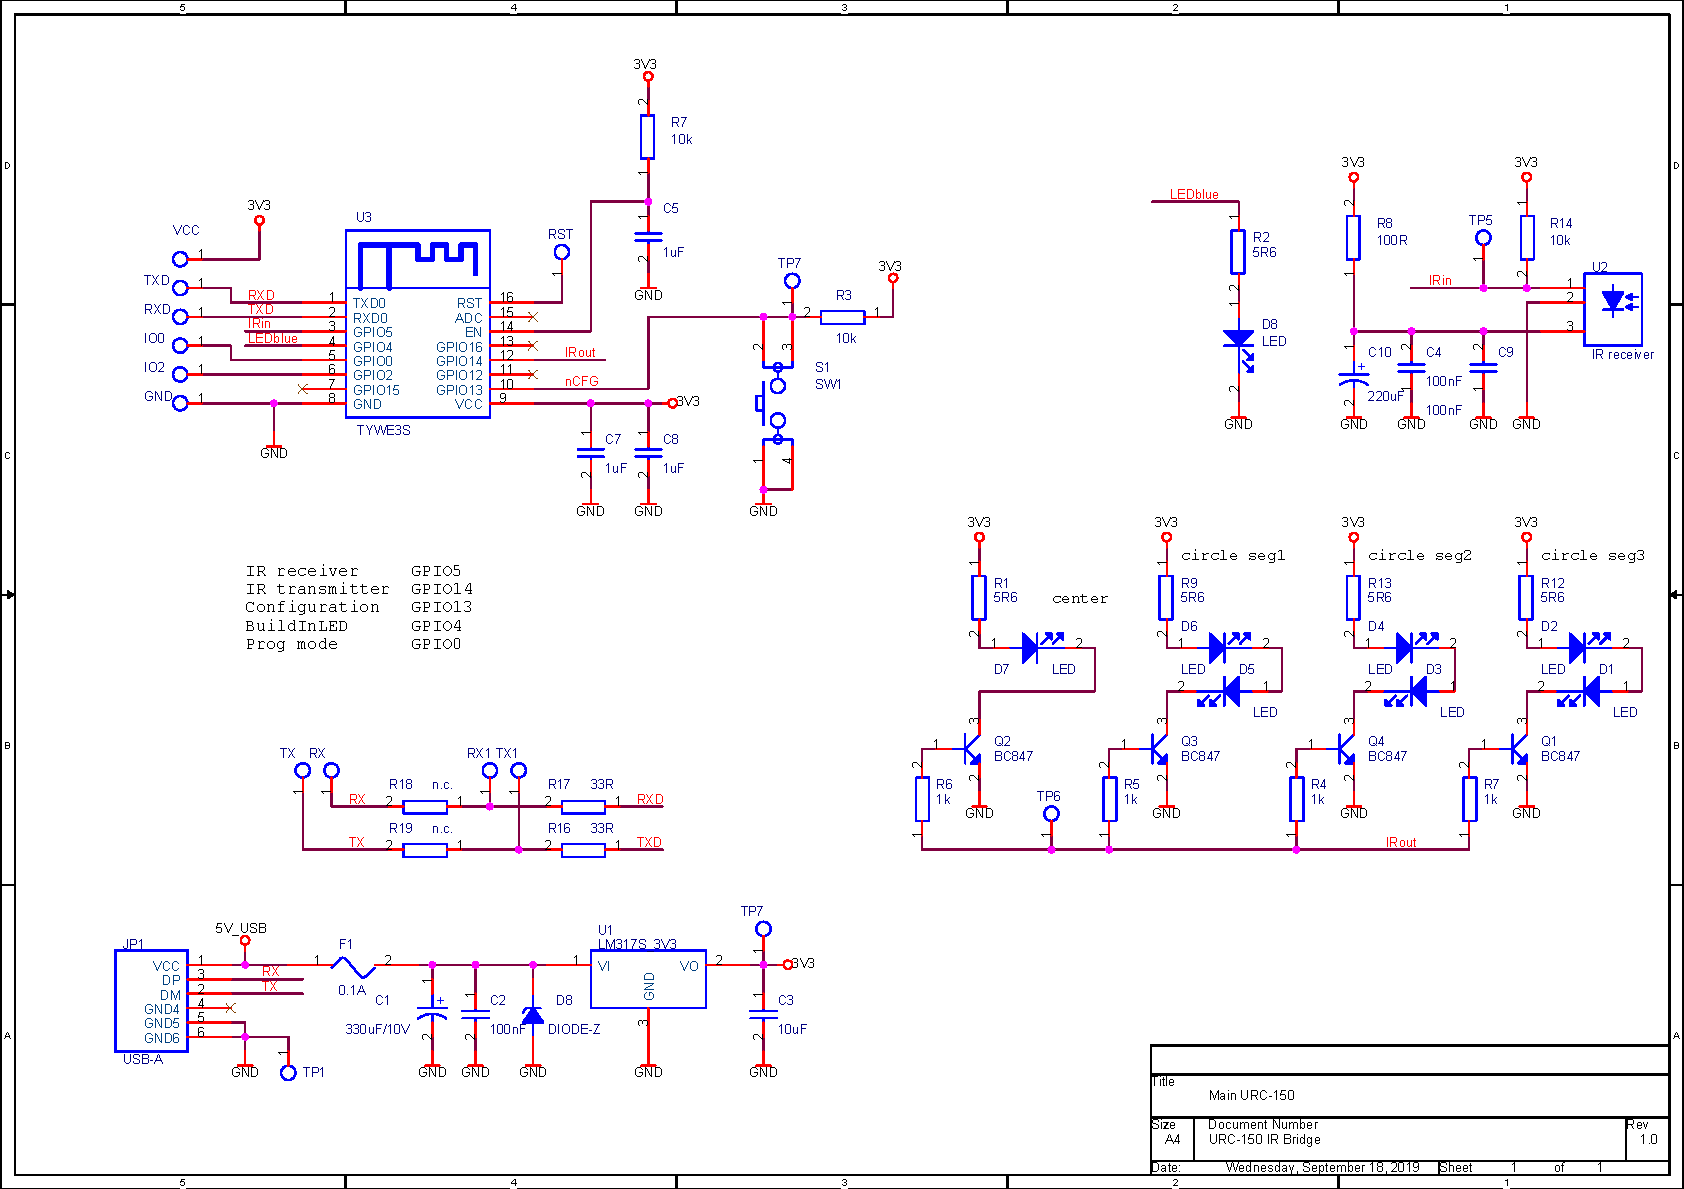 5 4 3 2 1
D
C
B
A
3V3
R7
10k
C5
1uF
GND
VCC
3V3
TXD
RXD
IO0
IO2
GND
GND
U3
RXD
TXD
IRin
LEDblue
1 TXD0
2 RXD0
3 GPIO5
4 GPIO4
5 GPIO0
6 GPIO2
7 GPIO15
8 GND
RST 16
ADC 15
EN 14
GPIO16 13
GPIO14 12
GPIO12 11
GPIO13 10
VCC 9
TYWE3S
RST
IRout
nCFG
3V3
C7
1uF
GND
C8
1uF
GND
TP7
R3
10k
3V3
S1
SW1
GND
LEDblue
R2
5R6
D8
LED
GND
3V3
R8
100R
TP5
3V3
R14
10k
IRin
U2
IR receiver
C10
220uF
C4
100nF
C9
100nF
GND GND GND GND
IR receiver GPIO5
IR transmitter GPIO14
Configuration GPIO13
BuildInLED GPIO4
Prog mode GPIO0
3V3 3V3 3V3 3V3
circle seg1 circle seg2 circle seg3
center
R1
5R6
R9
5R6
R13
5R6
R12
5R6
D7 LED
D6 LED D5 LED
D4 LED D3 LED
D2 LED D1 LED
Q2
BC847
Q3
BC847
Q4
BC847
Q1
BC847
R6
1k
R5
1k
R4
1k
R7
1k
GND GND GND GND
TP6
IRout
TX RX RX1 TX1
RX R18 n.c. R17 33R RXD
TX R19 n.c. R16 33R TXD
5V_USB
JP1
VCC 1
DP 3
DM 2
GND4 4
GND5 5
GND6 6
USB-A
RX
TX
GND
TP1
F1
0.1A
C1
330uF/10V
C2
100nF
D8
DIODE-Z
GND GND GND
U1
LM317S_3V3
VI VO
GND
GND
TP7
3V3
C3
10uF
GND
Title
Main URC-150
Size
A4
Document Number
URC-150 IR Bridge
Rev
1.0
Date: Wednesday, September 18, 2019 Sheet 1 of 1
5 4 3 2 1